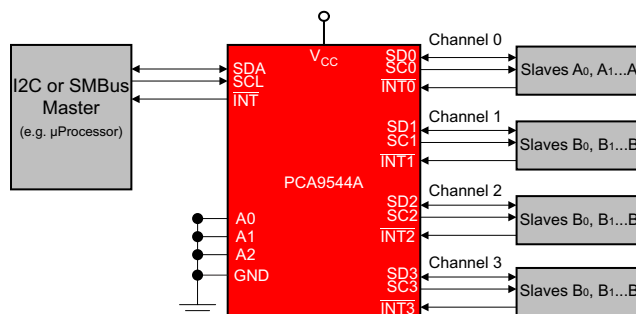 Channel 0
VCC
I2C or SMBus
Master
(e.g. µProcessor)
SDA
SCL
INT
SD0
SC0
INT0
Slaves A0, A1...A
Channel 1
SD1
SC1
INT1
Slaves B0, B1...B
PCA9544A
Channel 2
SD2
SC2
INT2
Slaves B0, B1...B
A0
A1
A2
GND
Channel 3
SD3
SC3
INT3
Slaves B0, B1...B